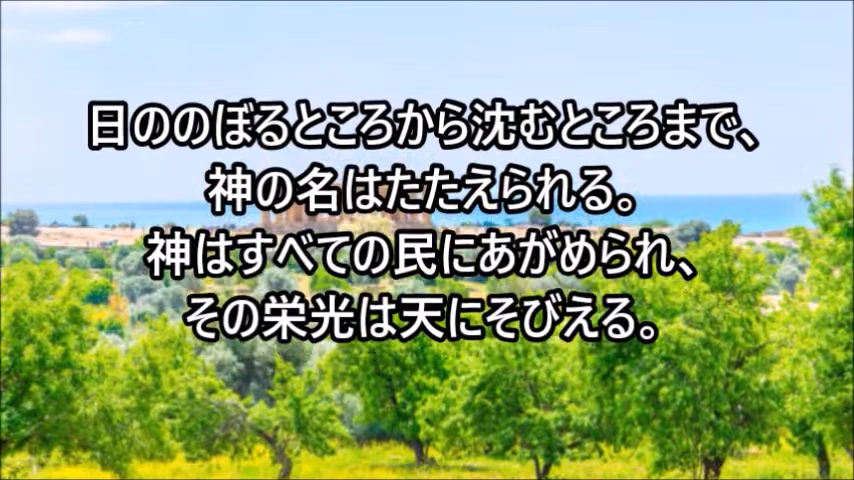 日ののぼるところから沈むところまで、
神の名はたたえられる。
神はすべての民にあがめられ、
その栄光は天にそびえる。